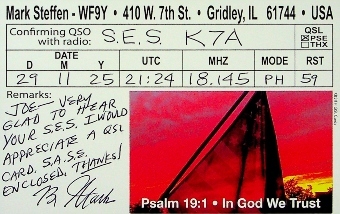 Mark Steffen - WF9Y • 410 W. 7th St. • Gridley, IL 61744 • USA
Confirming QSO
with radio: S.E.S. K7A
QSL
PSE
THX
D M Y UTC MHZ MODE RST
29 11 25 21:24 18.145 PH 59
Remarks:
JOE- VERY
GLAD TO HEAR
YOUR S.E.S. I WOULD
APPRECIATE A QSL
CARD. S.A.S.E.
ENCLOSED. THANKS!
73 Mark
Psalm 19:1 • In God We Trust